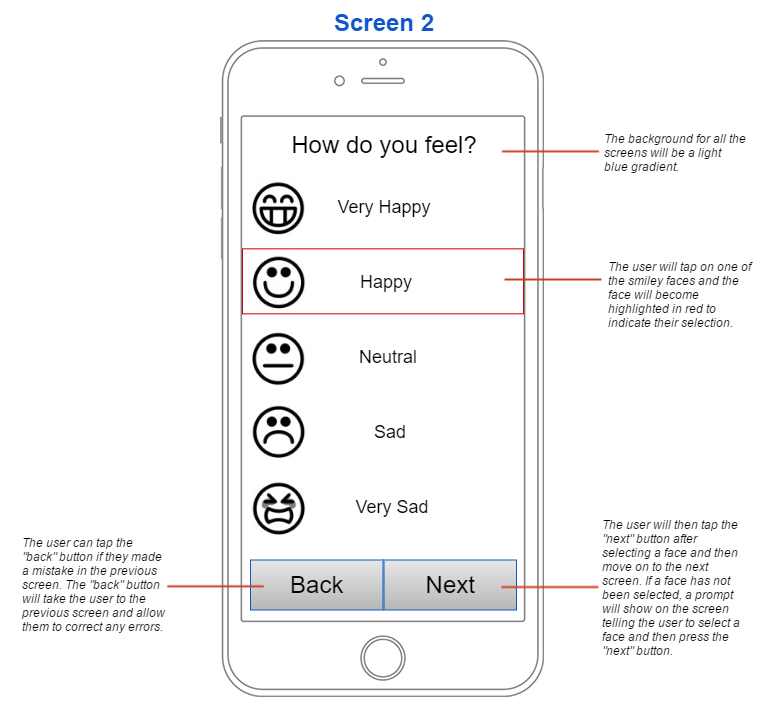 Screen 2
How do you feel?
The background for all the
screens will be a light
blue gradient.
Very Happy
Happy
The user will tap on one of
the smiley faces and the
face will become
highlighted in red to
indicate their selection.
Neutral
Sad
Very Sad
The user can tap the
"back" button if they made
a mistake in the previous
screen. The "back" button
will take the user to the
previous screen and allow
them to correct any errors.
Back
Next
The user will then tap the
"next" button after
selecting a face and then
move on to the next
screen. If a face has not
been selected, a prompt
will show on the screen
telling the user to select a
face and then press the
"next" button.